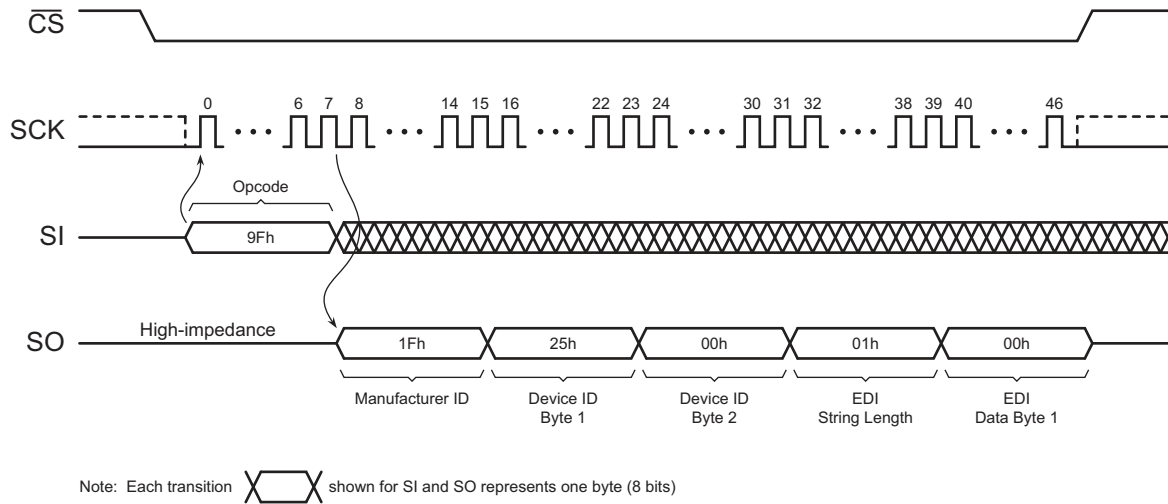 CS
0 6 7 8 14 15 16 22 23 24 30 31 32 38 39 40 46
SCK
Opcode
SI
9Fh
High-impedance
SO
1Fh 25h 00h 01h 00h
Manufacturer ID Device ID Device ID EDI EDI
Byte 1 Byte 2 String Length Data Byte 1
Note: Each transition shown for SI and SO represents one byte (8 bits)